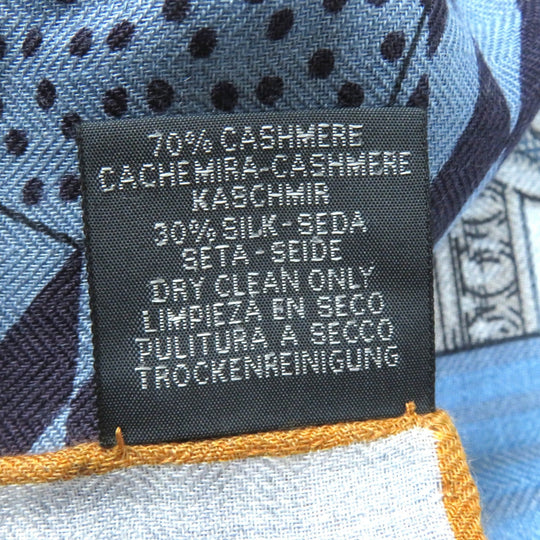 70% CASHMERE
CACHEMIRA-CASHMERE
KASCHMIR
30% SILK-SEDA
SETA-SEIDE
DRY CLEAN ONLY
LIMPIEZA EN SECO
PULITURA A SECCO
TROCKENREINIGUNG